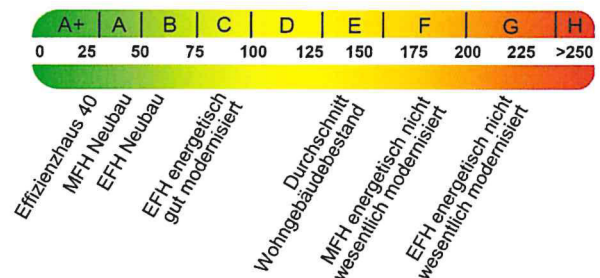 A+ A B C D E F G H
0 25 50 75 100 125 150 175 200 225 >250
Effizienzhaus 40
MFH Neubau
EFH Neubau
EFH energetisch
gut modernisiert
Durchschnitt
Wohngebäudebestand
MFH energetisch nicht
wesentlich modernisiert
EFH energetisch nicht
wesentlich modernisiert